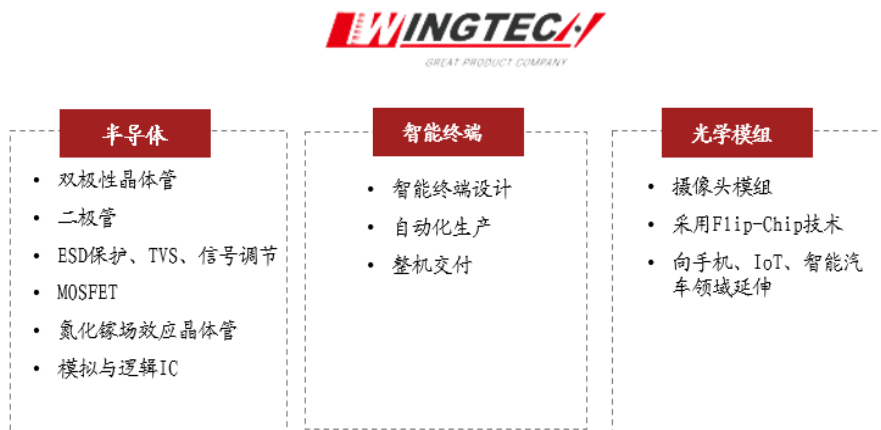 WINGTECH
GREAT PRODUCT COMPANY
半导体
• 双极性晶体管
• 二极管
• ESD保护、TVS、信号调节
• MOSFET
• 氮化镓场效应晶体管
• 模拟与逻辑IC
智能终端
• 智能终端设计
• 自动化生产
• 整机交付
光学模组
• 摄像头模组
• 采用Flip-Chip技术
• 向手机、IoT、智能汽
车领域延伸